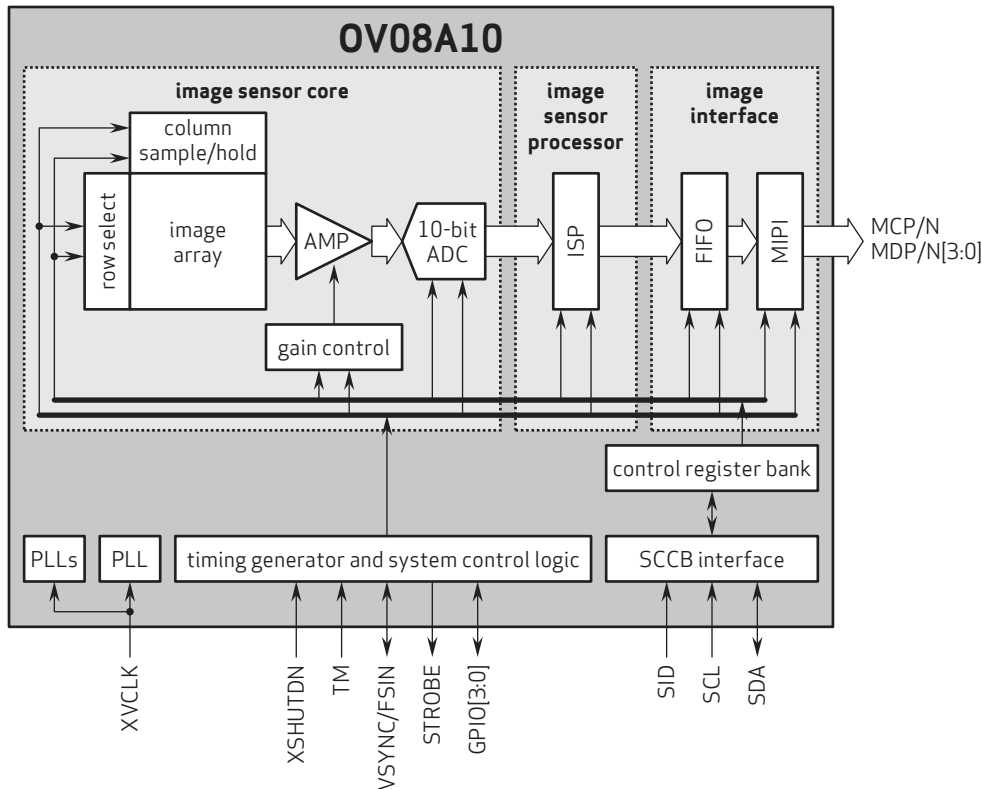 OV08A10
image sensor core
image
sensor
processor
image
interface
column
sample/hold
row select
image
array
AMP
10-bit
ADC
ISP
FIFO
MIPI
MCP/N
MDP/N[3:0]
gain control
control register bank
PLLs
PLL
timing generator and system control logic
SCCB interface
XVCLK
XSHUTDN
TM
VSYNC/FSIN
STROBE
GPIO[3:0]
SID
SCL
SDA